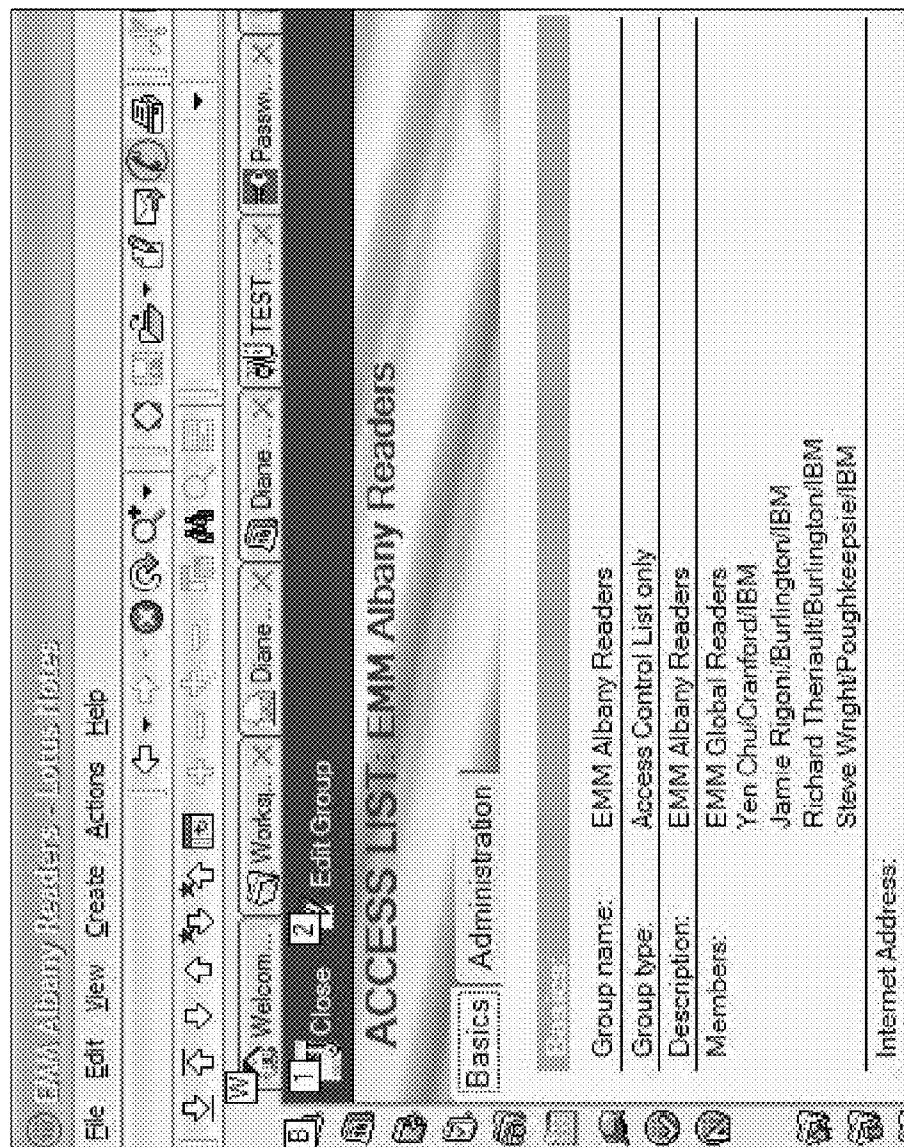 EMM Albany Readers - Lotus Notes
File Edit View Create Actions Help
W
Welcom... Worksp... Diane ... Diane ... TEST ... Passw...
1 Close 2 Edit Group
ACCESS LIST: EMM Albany Readers
Basics Administration
Group name: EMM Albany Readers
Group type: Access Control List only
Description: EMM Albany Readers
Members: EMM Global Readers
Yen Chu/Cranford/IBM
Jamie Rigoni/Burlington/IBM
Richard Theriault/Burlington/IBM
Steve Wright/Poughkeepsie/IBM
Internet Address:
B